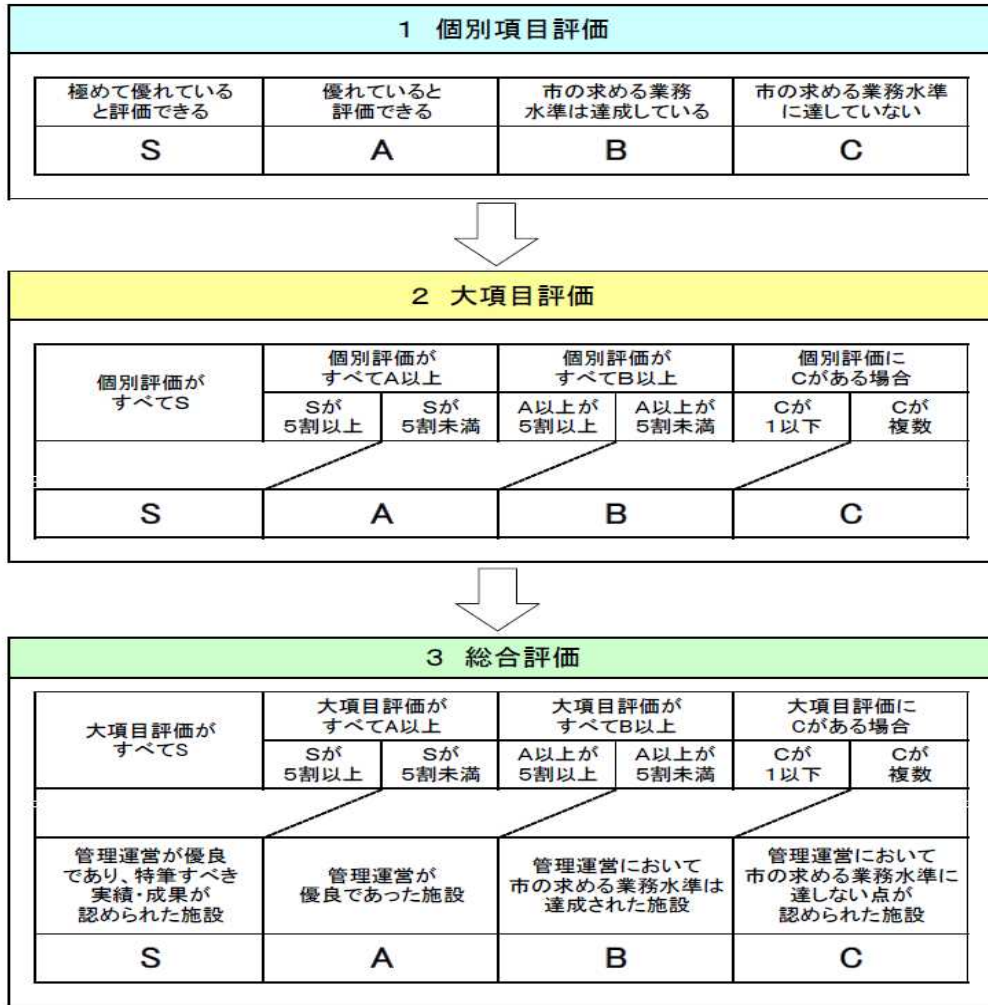 1 個別項目評価
極めて優れている
と評価できる
優れていると
評価できる
市の求める業務
水準は達成している
市の求める業務水準
に達していない
S
A
B
C
2 大項目評価
個別評価が
すべてS
個別評価が
すべてA以上
個別評価が
すべてB以上
個別評価に
Cがある場合
Sが
5割以上
Sが
5割未満
A以上が
5割以上
A以上が
5割未満
Cが
1以下
Cが
複数
S
A
B
C
3 総合評価
大項目評価が
すべてS
大項目評価が
すべてA以上
大項目評価が
すべてB以上
大項目評価に
Cがある場合
Sが
5割以上
Sが
5割未満
A以上が
5割以上
A以上が
5割未満
Cが
1以下
Cが
複数
管理運営が優良
であり、特筆すべき
実績・成果が
認められた施設
管理運営が
優良であった施設
管理運営において
市の求める業務水準は
達成された施設
管理運営において
市の求める業務水準に
達しない点が
認められた施設
S
A
B
C